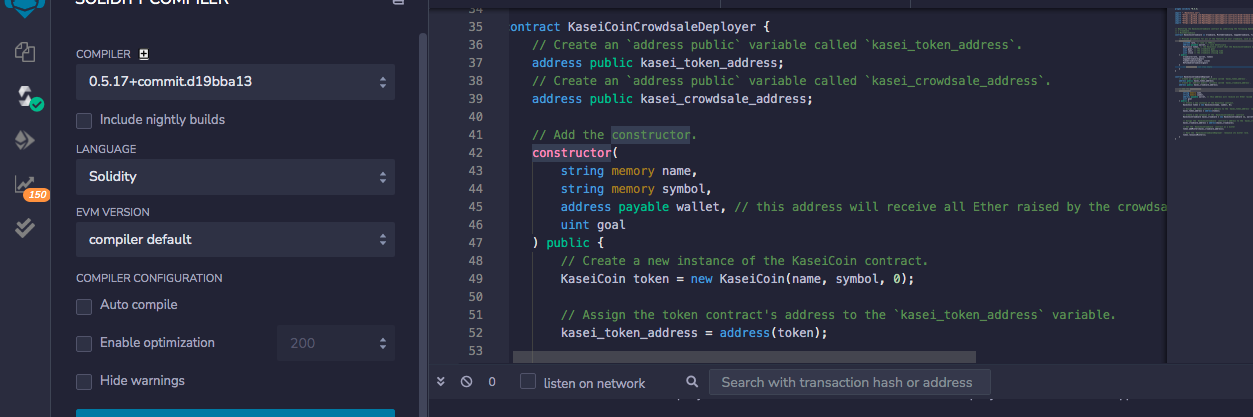 SOLIDITY COMPILER
COMPILER
0.5.17+commit.d19bba13
Include nightly builds
LANGUAGE
Solidity
EVM VERSION
compiler default
COMPILER CONFIGURATION
Auto compile
Enable optimization
200
Hide warnings
150
34
35 ontract KaseiCoinCrowdsaleDeployer {
36 // Create an `address public` variable called `kasei_token_address`.
37 address public kasei_token_address;
38 // Create an `address public` variable called `kasei_crowdsale_address`.
39 address public kasei_crowdsale_address;
40
41 // Add the constructor.
42 constructor(
43 string memory name,
44 string memory symbol,
45 address payable wallet, // this address will receive all Ether raised by the crowdsa
46 uint goal
47 ) public {
48 // Create a new instance of the KaseiCoin contract.
49 KaseiCoin token = new KaseiCoin(name, symbol, 0);
50
51 // Assign the token contract's address to the `kasei_token_address` variable.
52 kasei_token_address = address(token);
53
0
listen on network
Search with transaction hash or address